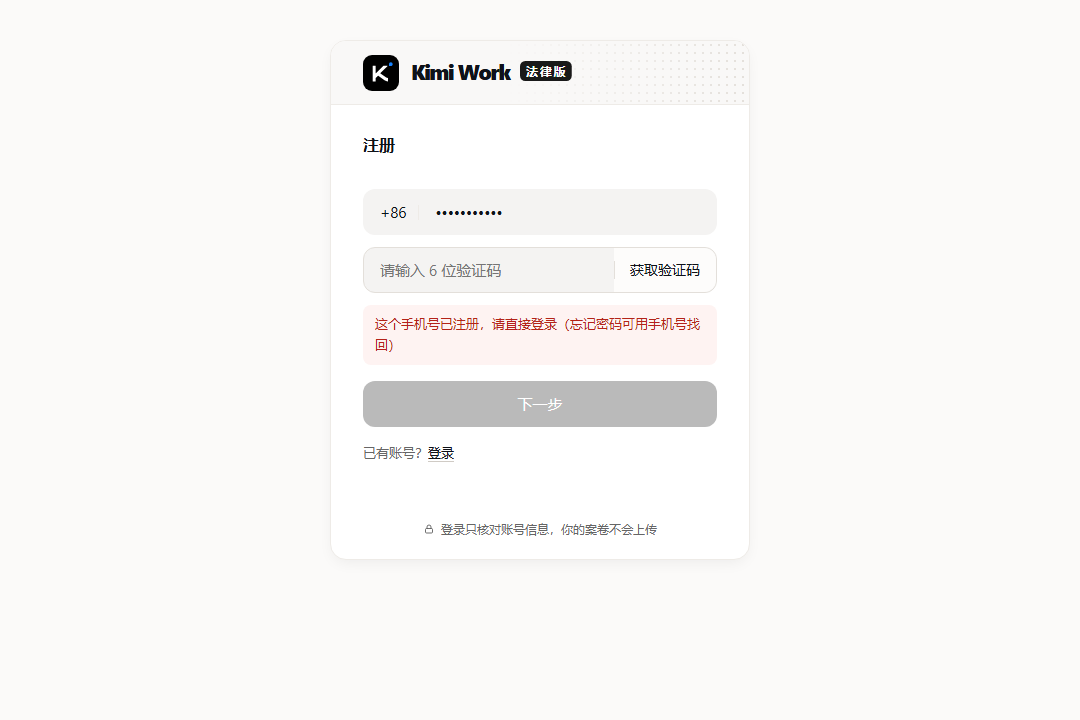 Kimi Work 法律版
注册
+86 •••••••••••
请输入 6 位验证码 获取验证码
这个手机号已注册，请直接登录（忘记密码可用手机号找
回）
下一步
已有账号？登录
登录只核对账号信息，你的案卷不会上传